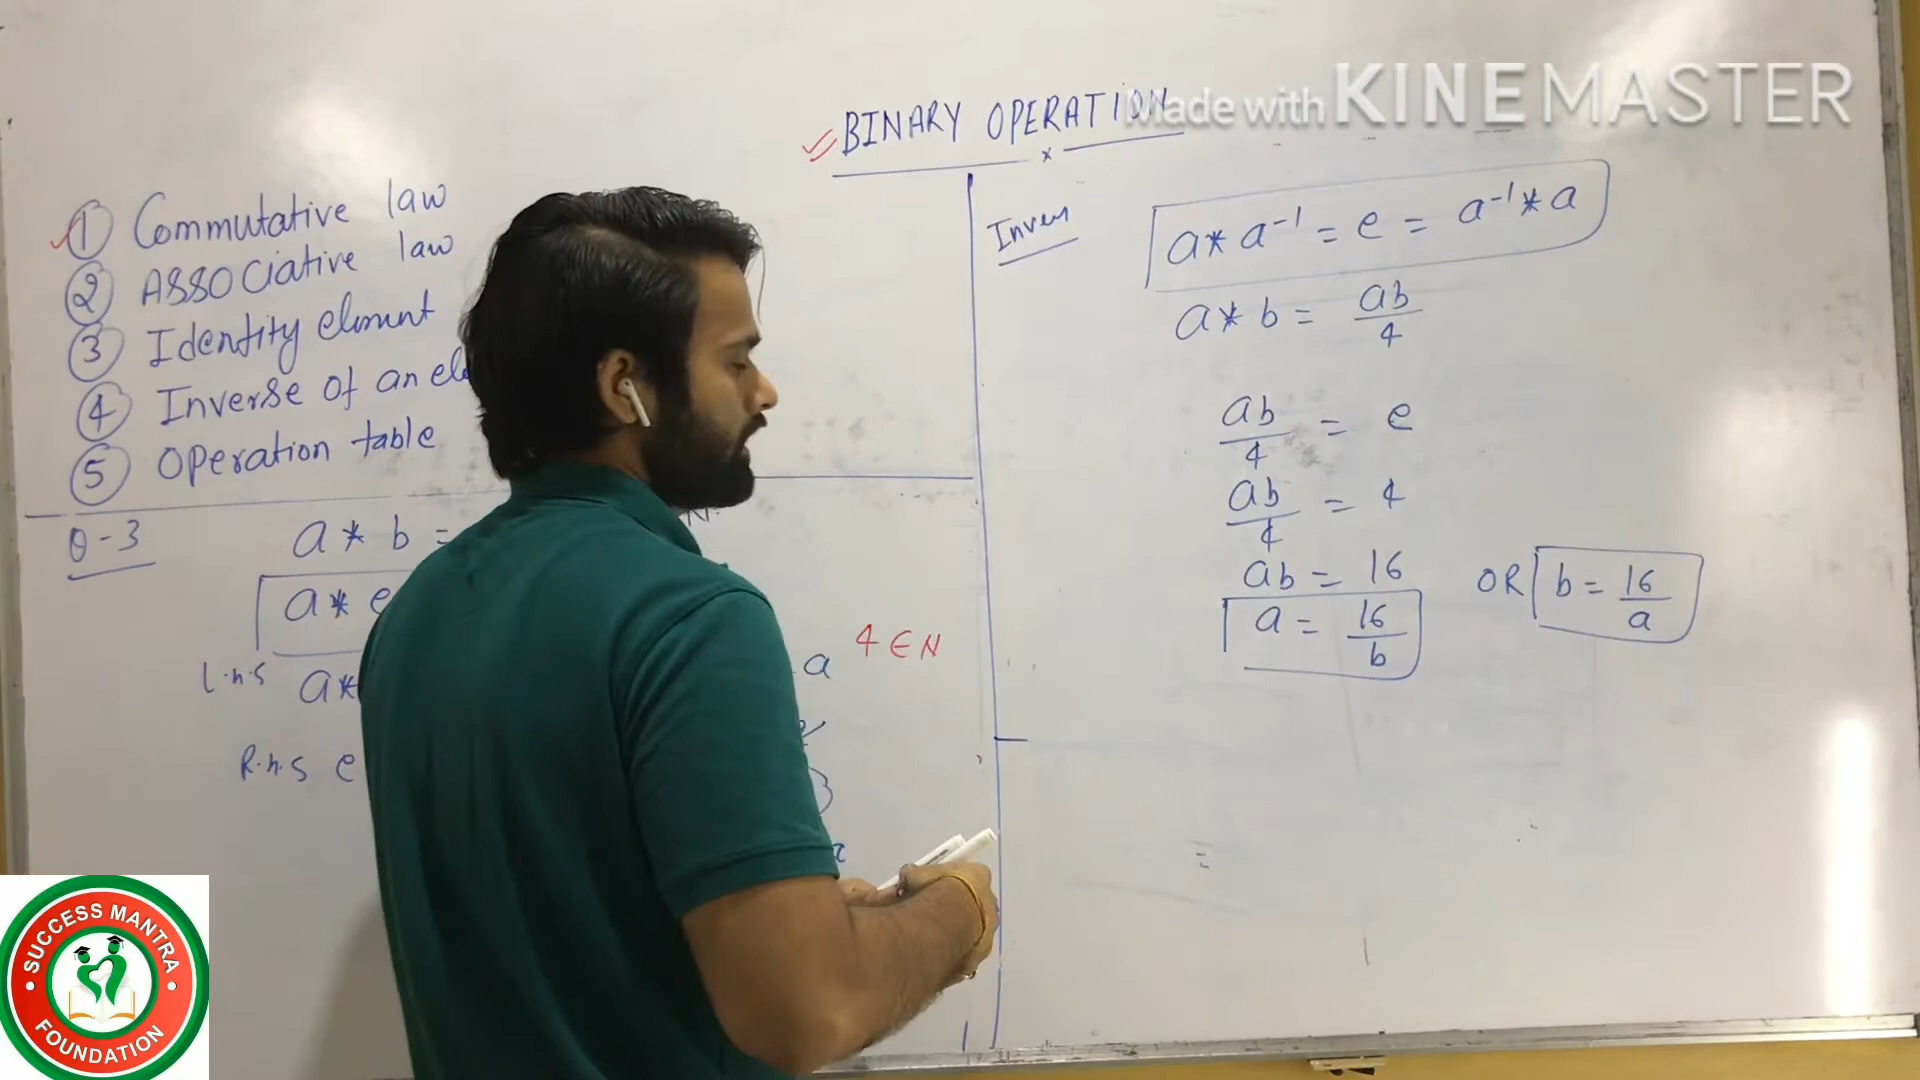 Made with KINEMASTER
BINARY OPERATION
① Commutative law
② Associative law
③ Identity element
④ Inverse of an ele
⑤ Operation table
Q-3
a * b =
a * e
L.h.s a*
R.h.s e
a
4 ∈ N
Inver
a * a⁻¹ = e = a⁻¹ * a
a * b = ab/4
ab/4 = e
ab/4 = 4
ab = 16
a = 16/b OR b = 16/a
SUCCESS MANTRA
FOUNDATION